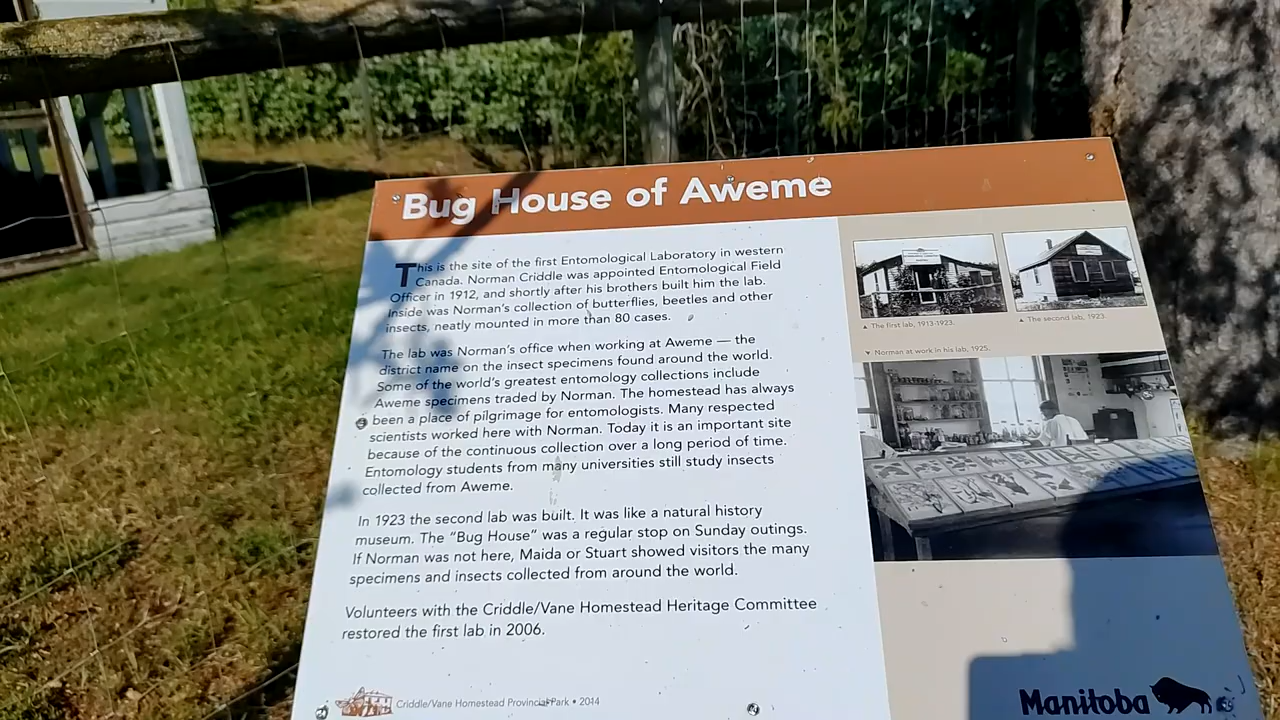 Bug House of Aweme
This is the site of the first Entomological Laboratory in western
Canada. Norman Criddle was appointed Entomological Field
Officer in 1912, and shortly after his brothers built him the lab.
Inside was Norman's collection of butterflies, beetles and other
insects, neatly mounted in more than 80 cases.
The lab was Norman's office when working at Aweme — the
district name on the insect specimens found around the world.
Some of the world's greatest entomology collections include
Aweme specimens traded by Norman. The homestead has always
been a place of pilgrimage for entomologists. Many respected
scientists worked here with Norman. Today it is an important site
because of the continuous collection over a long period of time.
Entomology students from many universities still study insects
collected from Aweme.
In 1923 the second lab was built. It was like a natural history
museum. The "Bug House" was a regular stop on Sunday outings.
If Norman was not here, Maida or Stuart showed visitors the many
specimens and insects collected from around the world.
Volunteers with the Criddle/Vane Homestead Heritage Committee
restored the first lab in 2006.
Criddle/Vane Homestead Provincial Park • 2014
▲ The first lab, 1913-1923.
▲ The second lab, 1923.
▼ Norman at work in his lab, 1925.
Manitoba